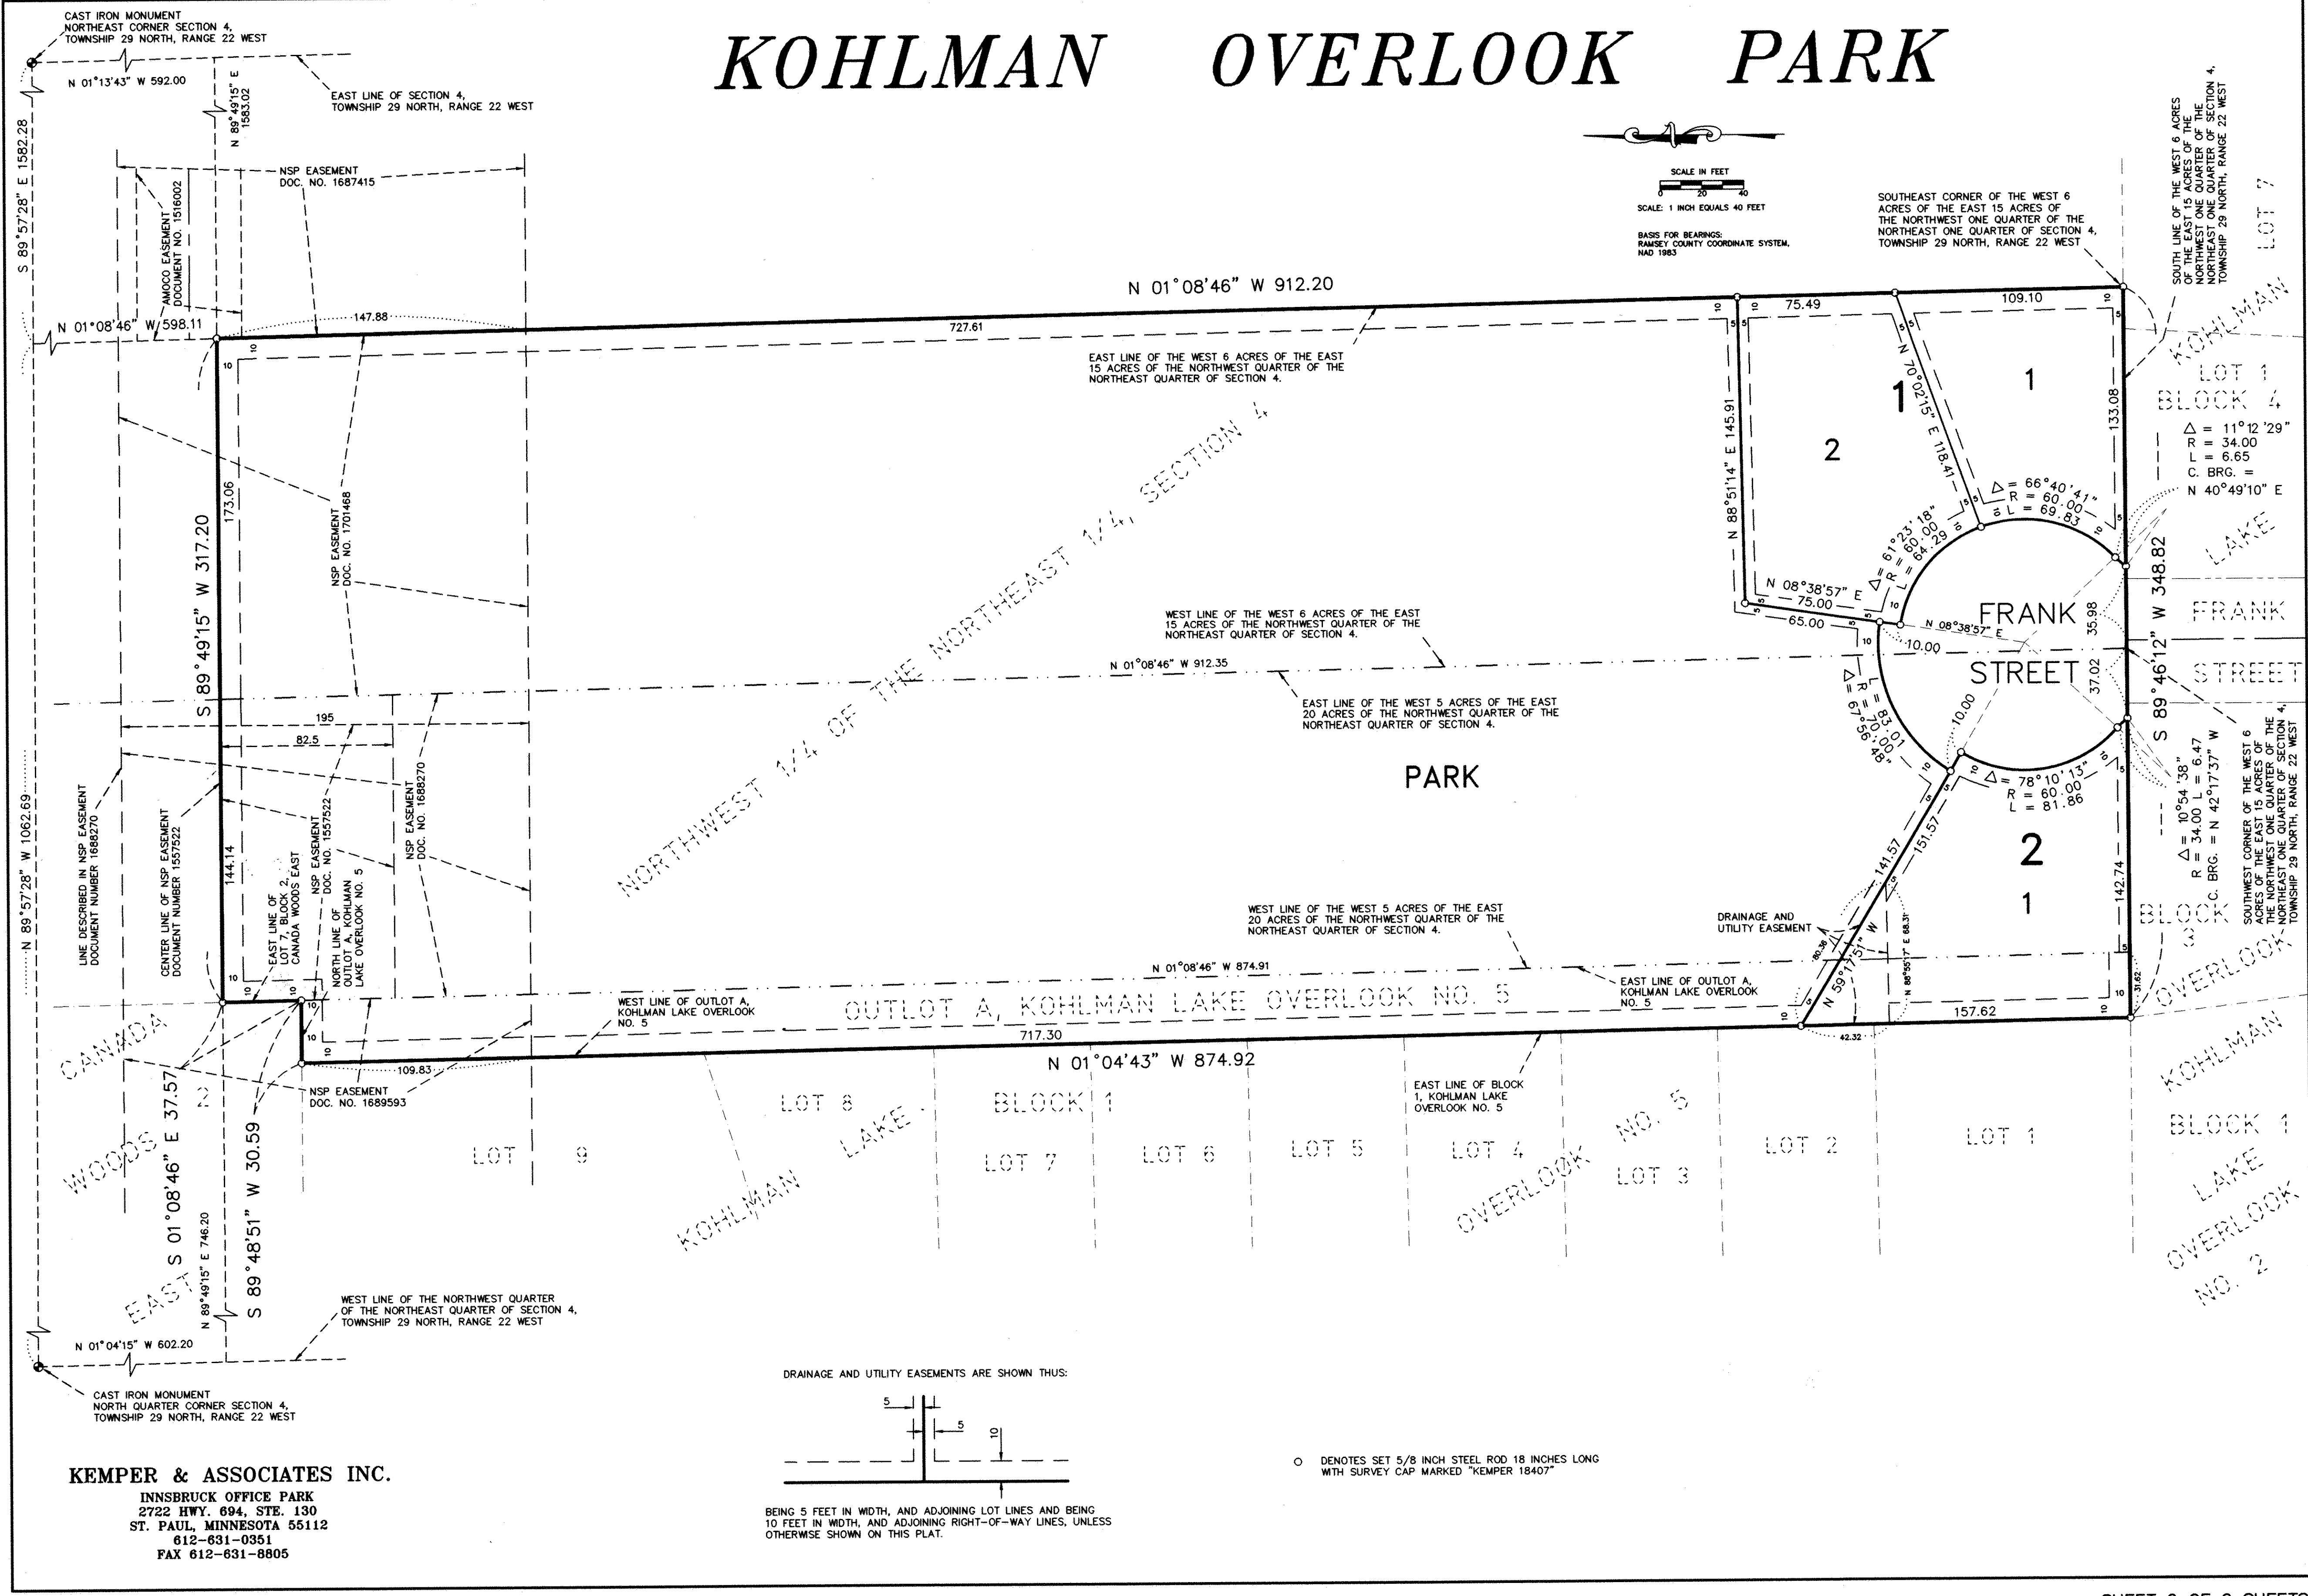 KOHLMAN OVERLOOK PARK
CAST IRON MONUMENT
NORTHEAST CORNER SECTION 4,
TOWNSHIP 29 NORTH, RANGE 22 WEST
N 01°13'43" W 592.00
S 89°57'28" E 1582.28
N 89°49'15" E
1583.02
EAST LINE OF SECTION 4,
TOWNSHIP 29 NORTH, RANGE 22 WEST
NSP EASEMENT
DOC. NO. 1687415
AMOCO EASEMENT
DOCUMENT NO. 1516002
N 01°08'46" W 598.11
147.88
SCALE IN FEET
0 20 40
SCALE: 1 INCH EQUALS 40 FEET
BASIS FOR BEARINGS:
RAMSEY COUNTY COORDINATE SYSTEM,
NAD 1983
SOUTHEAST CORNER OF THE WEST 6
ACRES OF THE EAST 15 ACRES OF
THE NORTHWEST ONE QUARTER OF THE
NORTHEAST ONE QUARTER OF SECTION 4,
TOWNSHIP 29 NORTH, RANGE 22 WEST
SOUTH LINE OF THE WEST 6 ACRES
OF THE EAST 15 ACRES OF THE
NORTHWEST ONE QUARTER OF THE
NORTHEAST ONE QUARTER OF SECTION 4,
TOWNSHIP 29 NORTH, RANGE 22 WEST
LOT 7
KOHLMAN
LOT 1
BLOCK 4
Δ = 11°12'29"
R = 34.00
L = 6.65
C. BRG. =
N 40°49'10" E
LAKE
FRANK
STREET
N 01°08'46" W 912.20
727.61
75.49
109.10
EAST LINE OF THE WEST 6 ACRES OF THE EAST
15 ACRES OF THE NORTHWEST QUARTER OF THE
NORTHEAST QUARTER OF SECTION 4.
N 88°51'14" E 145.91
N 70°02'15" E 118.41
133.08
1
1
2
Δ = 66°40'41"
R = 60.00
L = 69.83
Δ = 61°23'18"
R = 60.00
L = 64.29
N 08°38'57" E
75.00
65.00
N 08°38'57" E
10.00
FRANK
STREET
35.98
37.02
S 89°46'12" W 348.82
10.00
L = 83.01
R = 70.00
Δ = 67°56'48"
Δ = 78°10'13"
R = 60.00
L = 81.86
2
1
142.74
31.62
157.62
141.57
151.57
80.36
N 59°17'51" W
N 88°55'17" E 68.31
42.32
DRAINAGE AND
UTILITY EASEMENT
Δ = 10°54'38"
R = 34.00 L = 6.47
C. BRG. = N 42°17'37" W
SOUTHWEST CORNER OF THE WEST 6
ACRES OF THE EAST 15 ACRES OF
THE NORTHWEST ONE QUARTER OF THE
NORTHEAST ONE QUARTER OF SECTION 4,
TOWNSHIP 29 NORTH, RANGE 22 WEST
BLOCK
3
OVERLOOK
KOHLMAN
BLOCK 1
LAKE
OVERLOOK
NO. 2
173.06
S 89°49'15" W 317.20
144.14
NSP EASEMENT
DOC. NO. 1701468
NORTHWEST 1/4 OF THE NORTHEAST 1/4, SECTION 4
WEST LINE OF THE WEST 6 ACRES OF THE EAST
15 ACRES OF THE NORTHWEST QUARTER OF THE
NORTHEAST QUARTER OF SECTION 4.
N 01°08'46" W 912.35
EAST LINE OF THE WEST 5 ACRES OF THE EAST
20 ACRES OF THE NORTHWEST QUARTER OF THE
NORTHEAST QUARTER OF SECTION 4.
PARK
195
82.5
NSP EASEMENT
DOC. NO. 1688270
NSP EASEMENT
DOC. NO. 1557522
LINE DESCRIBED IN NSP EASEMENT
DOCUMENT NUMBER 1688270
CENTER LINE OF NSP EASEMENT
DOCUMENT NUMBER 1557522
EAST LINE OF
LOT 7, BLOCK 2,
CANADA WOODS EAST
NORTH LINE OF
OUTLOT A, KOHLMAN
LAKE OVERLOOK NO. 5
N 89°57'28" W 1062.69
WEST LINE OF THE WEST 5 ACRES OF THE EAST
20 ACRES OF THE NORTHWEST QUARTER OF THE
NORTHEAST QUARTER OF SECTION 4.
N 01°08'46" W 874.91
EAST LINE OF OUTLOT A,
KOHLMAN LAKE OVERLOOK
NO. 5
WEST LINE OF OUTLOT A,
KOHLMAN LAKE OVERLOOK
NO. 5
OUTLOT A, KOHLMAN LAKE OVERLOOK NO. 5
717.30
N 01°04'43" W 874.92
109.83
NSP EASEMENT
DOC. NO. 1689593
EAST LINE OF BLOCK
1, KOHLMAN LAKE
OVERLOOK NO. 5
CANADA
WOODS
EAST
2
S 01°08'46" E 37.57
S 89°48'51" W 30.59
N 89°49'15" E 746.20
LOT 9
LOT 8
BLOCK 1
LOT 7
LOT 6
LOT 5
LOT 4
LOT 3
LOT 2
LOT 1
KOHLMAN LAKE OVERLOOK NO. 5
WEST LINE OF THE NORTHWEST QUARTER
OF THE NORTHEAST QUARTER OF SECTION 4,
TOWNSHIP 29 NORTH, RANGE 22 WEST
N 01°04'15" W 602.20
CAST IRON MONUMENT
NORTH QUARTER CORNER SECTION 4,
TOWNSHIP 29 NORTH, RANGE 22 WEST
KEMPER & ASSOCIATES INC.
INNSBRUCK OFFICE PARK
2722 HWY. 694, STE. 130
ST. PAUL, MINNESOTA 55112
612-631-0351
FAX 612-631-8805
DRAINAGE AND UTILITY EASEMENTS ARE SHOWN THUS:
5
5
10
BEING 5 FEET IN WIDTH, AND ADJOINING LOT LINES AND BEING
10 FEET IN WIDTH, AND ADJOINING RIGHT-OF-WAY LINES, UNLESS
OTHERWISE SHOWN ON THIS PLAT.
O DENOTES SET 5/8 INCH STEEL ROD 18 INCHES LONG
WITH SURVEY CAP MARKED "KEMPER 18407"